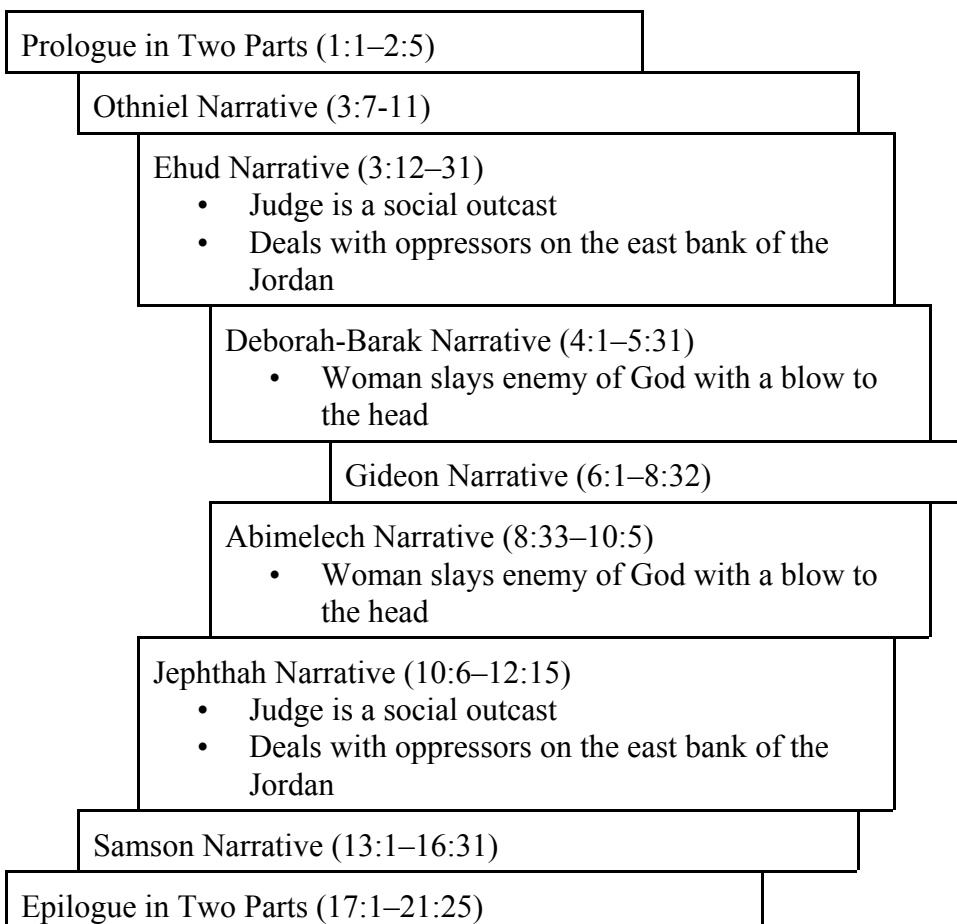 Prologue in Two Parts (1:1–2:5)
Othniel Narrative (3:7-11)
Ehud Narrative (3:12–31)
• Judge is a social outcast
• Deals with oppressors on the east bank of the
Jordan
Deborah-Barak Narrative (4:1–5:31)
• Woman slays enemy of God with a blow to
the head
Gideon Narrative (6:1–8:32)
Abimelech Narrative (8:33–10:5)
• Woman slays enemy of God with a blow to
the head
Jephthah Narrative (10:6–12:15)
• Judge is a social outcast
• Deals with oppressors on the east bank of the
Jordan
Samson Narrative (13:1–16:31)
Epilogue in Two Parts (17:1–21:25)